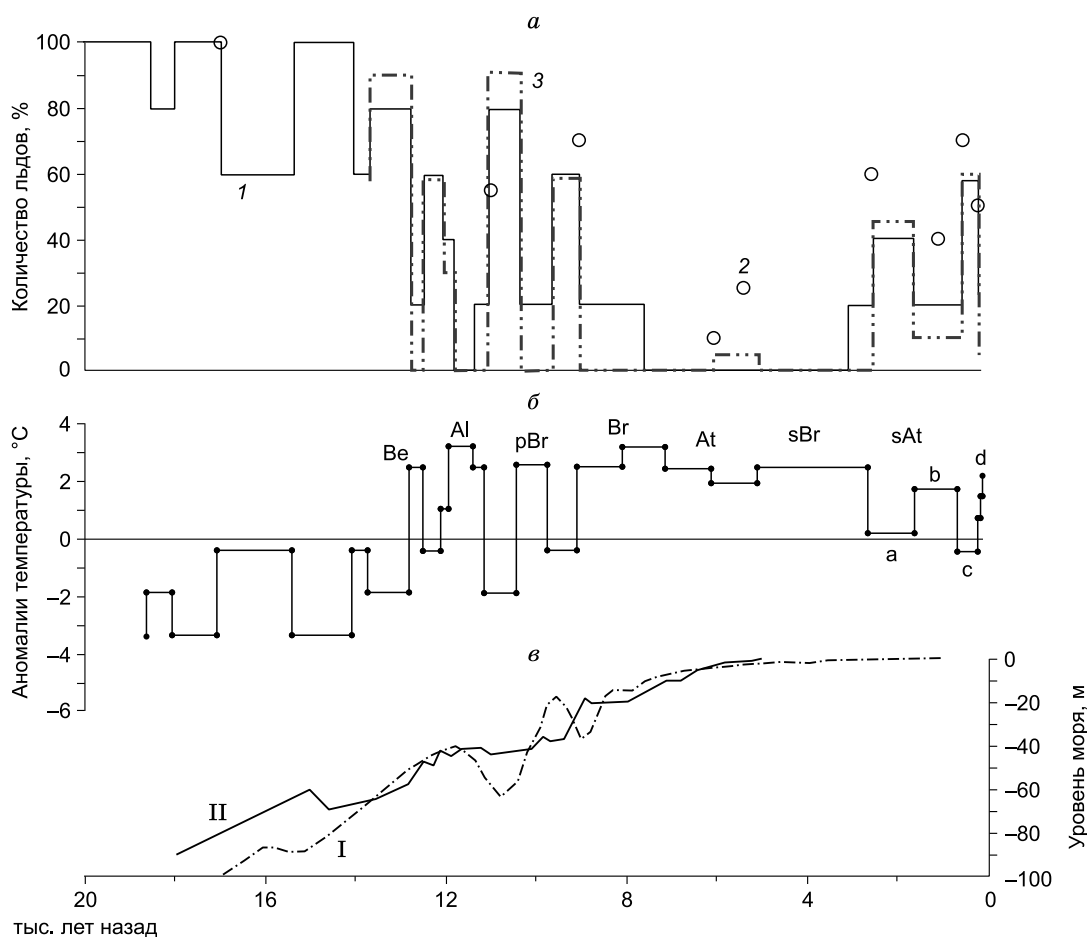 а
Количество льдов, %
100
80
60
40
20
0
1
2
3
б
Аномалии температуры, °C
4
2
0
–2
–4
–6
Be
Al
pBr
Br
At
sBr
sAt
a
b
c
d
в
II
I
0
–20
–40
–60
–80
–100
Уровень моря, м
20 16 12 8 4 0
тыс. лет назад